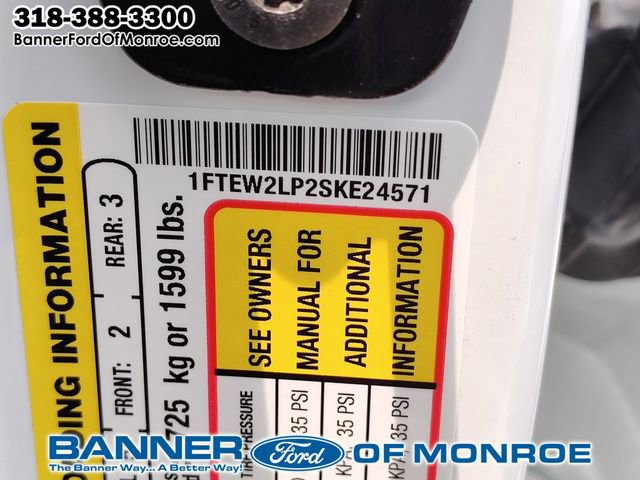 318-388-3300
BannerFordOfMonroe.com
1FTEW2LP2SKE24571
DING INFORMATION
FRONT: 2 REAR: 3
725 kg or 1599 lbs.
SEE OWNERS
MANUAL FOR
ADDITIONAL
INFORMATION
TIRE PRESSURE
35 PSI
35 PSI
KPA, 35 PSI
BANNER Ford OF MONROE
The Banner Way... A Better Way!